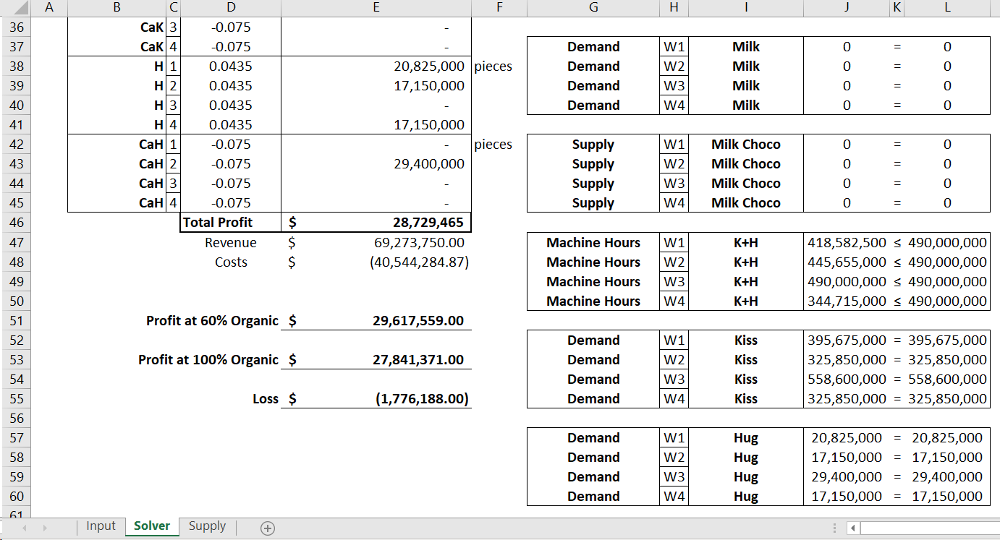 A B C D E F G H I J K L
36 CaK 3 -0.075 -
37 CaK 4 -0.075 - Demand W1 Milk 0 = 0
38 H 1 0.0435 20,825,000 pieces Demand W2 Milk 0 = 0
39 H 2 0.0435 17,150,000 Demand W3 Milk 0 = 0
40 H 3 0.0435 - Demand W4 Milk 0 = 0
41 H 4 0.0435 17,150,000
42 CaH 1 -0.075 - pieces Supply W1 Milk Choco 0 = 0
43 CaH 2 -0.075 29,400,000 Supply W2 Milk Choco 0 = 0
44 CaH 3 -0.075 - Supply W3 Milk Choco 0 = 0
45 CaH 4 -0.075 - Supply W4 Milk Choco 0 = 0
46 Total Profit $ 28,729,465
47 Revenue $ 69,273,750.00 Machine Hours W1 K+H 418,582,500 ≤ 490,000,000
48 Costs $ (40,544,284.87) Machine Hours W2 K+H 445,655,000 ≤ 490,000,000
49 Machine Hours W3 K+H 490,000,000 ≤ 490,000,000
50 Machine Hours W4 K+H 344,715,000 ≤ 490,000,000
51 Profit at 60% Organic $ 29,617,559.00
52 Demand W1 Kiss 395,675,000 = 395,675,000
53 Profit at 100% Organic $ 27,841,371.00 Demand W2 Kiss 325,850,000 = 325,850,000
54 Demand W3 Kiss 558,600,000 = 558,600,000
55 Loss $ (1,776,188.00) Demand W4 Kiss 325,850,000 = 325,850,000
56
57 Demand W1 Hug 20,825,000 = 20,825,000
58 Demand W2 Hug 17,150,000 = 17,150,000
59 Demand W3 Hug 29,400,000 = 29,400,000
60 Demand W4 Hug 17,150,000 = 17,150,000
61
Input Solver Supply